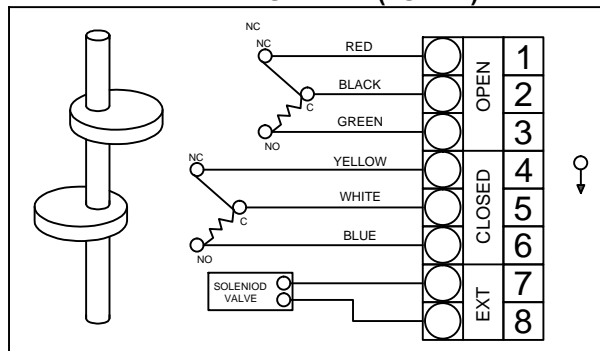 NC
NC
RED
BLACK
C
GREEN
NO
OPEN
1
2
3
NC
YELLOW
WHITE
C
BLUE
NO
CLOSED
4
5
6
SOLENIOD
VALVE
EXT
7
8